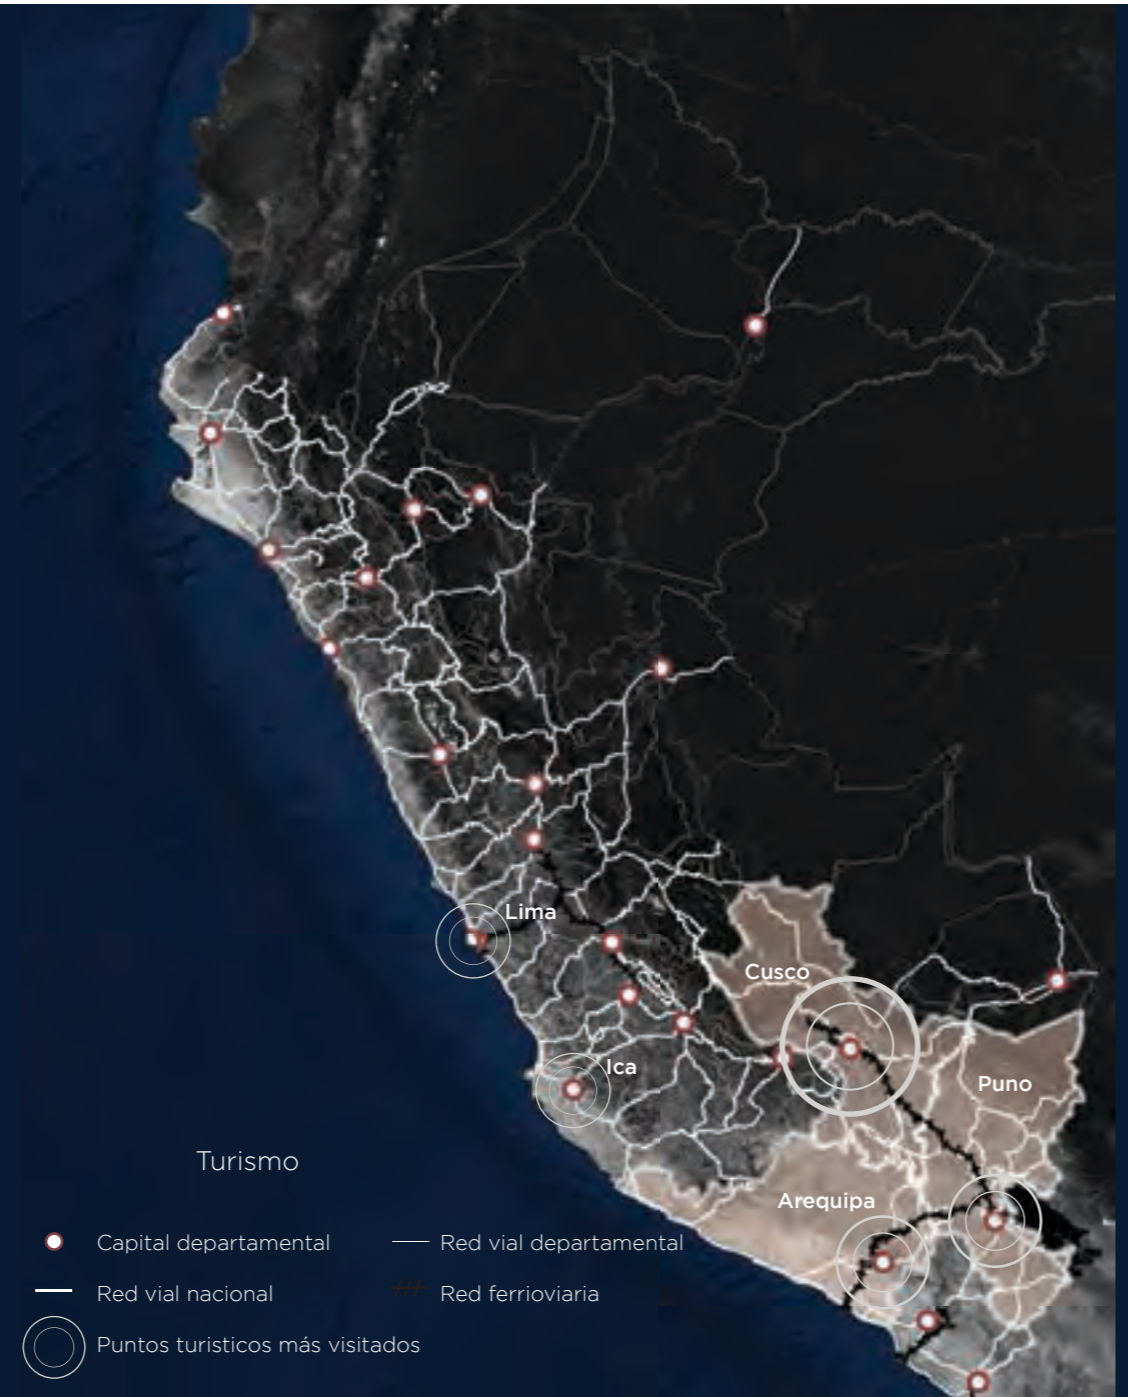 Lima
Cusco
Ica
Puno
Arequipa
Turismo
Capital departamental
Red vial departamental
Red vial nacional
Red ferrioviaria
Puntos turisticos más visitados